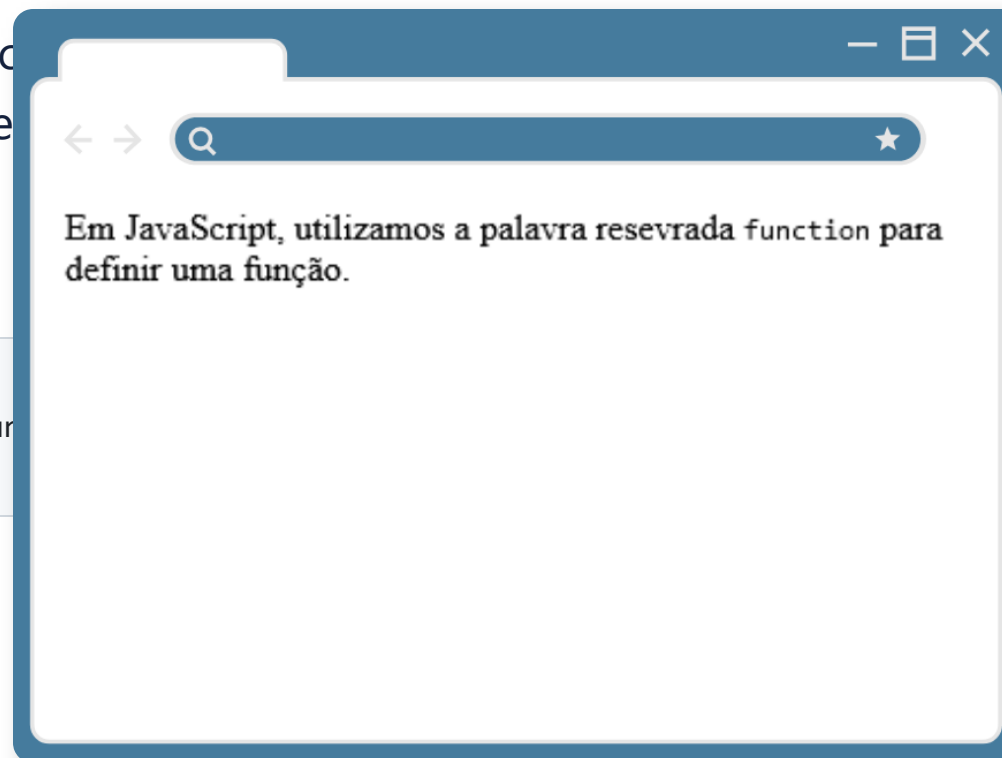 Em JavaScript, utilizamos a palavra resevrada function para
definir uma função.